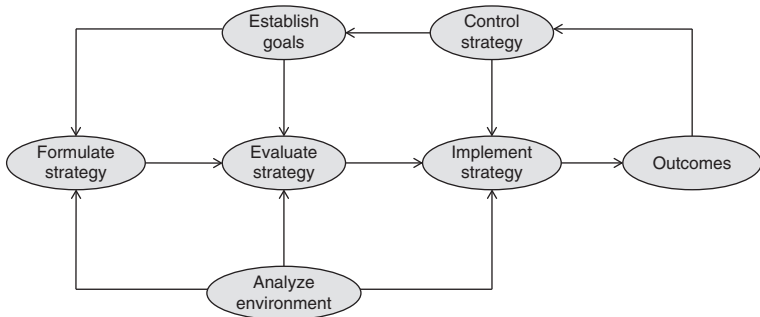 Establish
goals
Control
strategy
Formulate
strategy
Evaluate
strategy
Implement
strategy
Outcomes
Analyze
environment